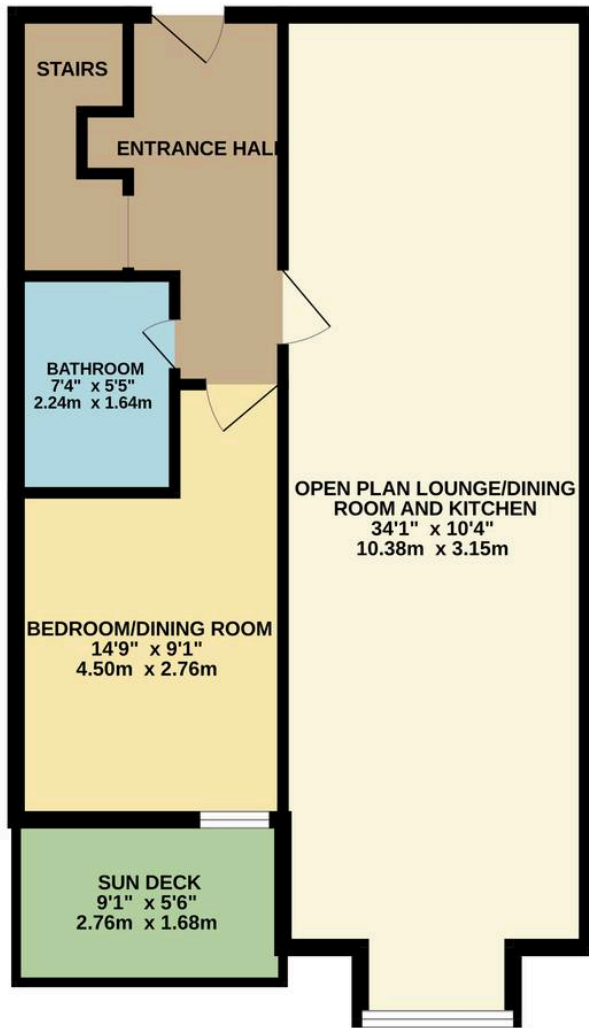 STAIRS
ENTRANCE HALL
BATHROOM
7'4" x 5'5"
2.24m x 1.64m
OPEN PLAN LOUNGE/DINING
ROOM AND KITCHEN
34'1" x 10'4"
10.38m x 3.15m
BEDROOM/DINING ROOM
14'9" x 9'1"
4.50m x 2.76m
SUN DECK
9'1" x 5'6"
2.76m x 1.68m